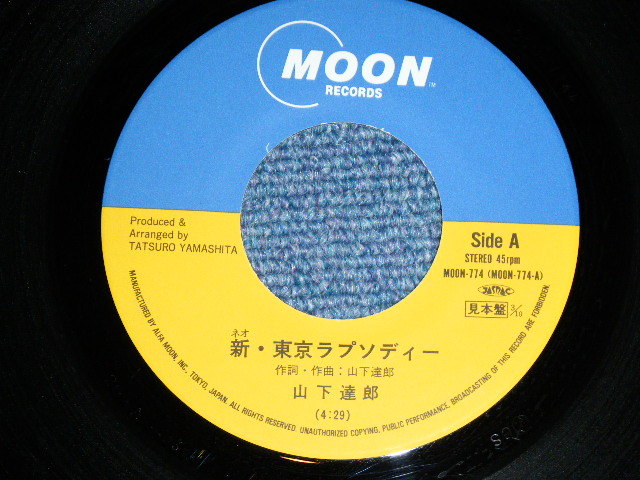 MOON
TM
RECORDS
Produced &
Arranged by
TATSURO YAMASHITA
Side A
STEREO 45rpm
MOON-774 (MOON-774-A)
JASRAC
見本盤 3/10
ネオ
新・東京ラプソディー
作詞・作曲：山下達郎
山下達郎
(4:29)
MANUFACTURED BY ALFA MOON, INC., TOKYO, JAPAN. ALL RIGHTS RESERVED. UNAUTHORIZED COPYING, PUBLIC PERFORMANCE, BROADCASTING OF THIS RECORD ARE FORBIDDEN